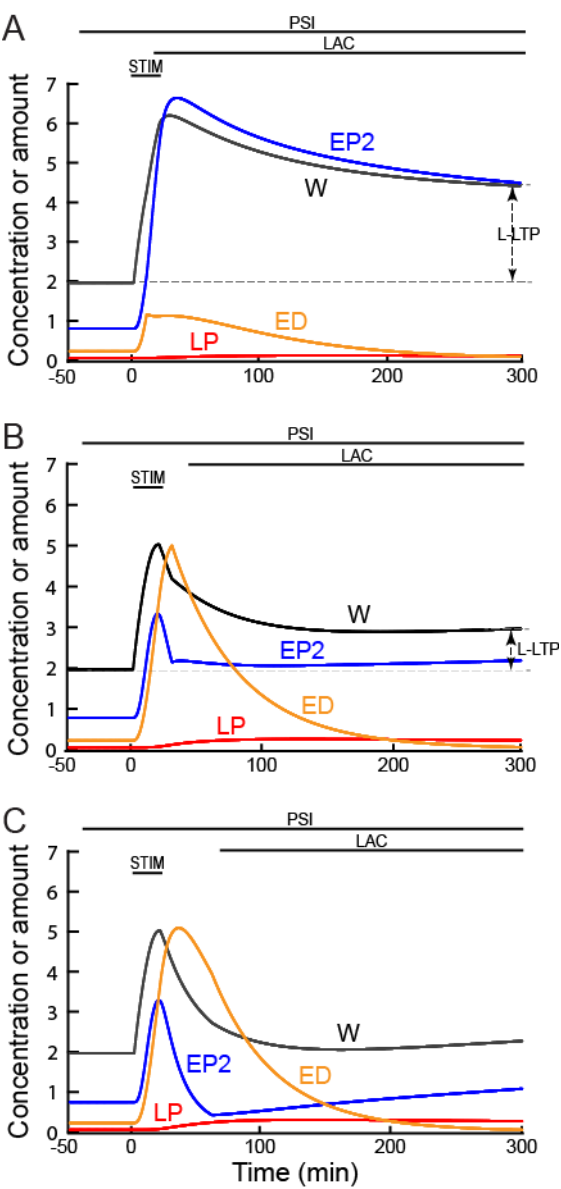 A
PSI
LAC
STIM
7
6
5
4
3
2
1
0
Concentration or amount
EP2
W
L-LTP
ED
LP
-50
0
100
200
300
B
PSI
LAC
STIM
7
6
5
4
3
2
1
0
Concentration or amount
W
L-LTP
EP2
ED
LP
-50
0
100
200
300
C
PSI
LAC
STIM
7
6
5
4
3
2
1
0
Concentration or amount
W
EP2
ED
LP
-50
0
100
200
300
Time (min)